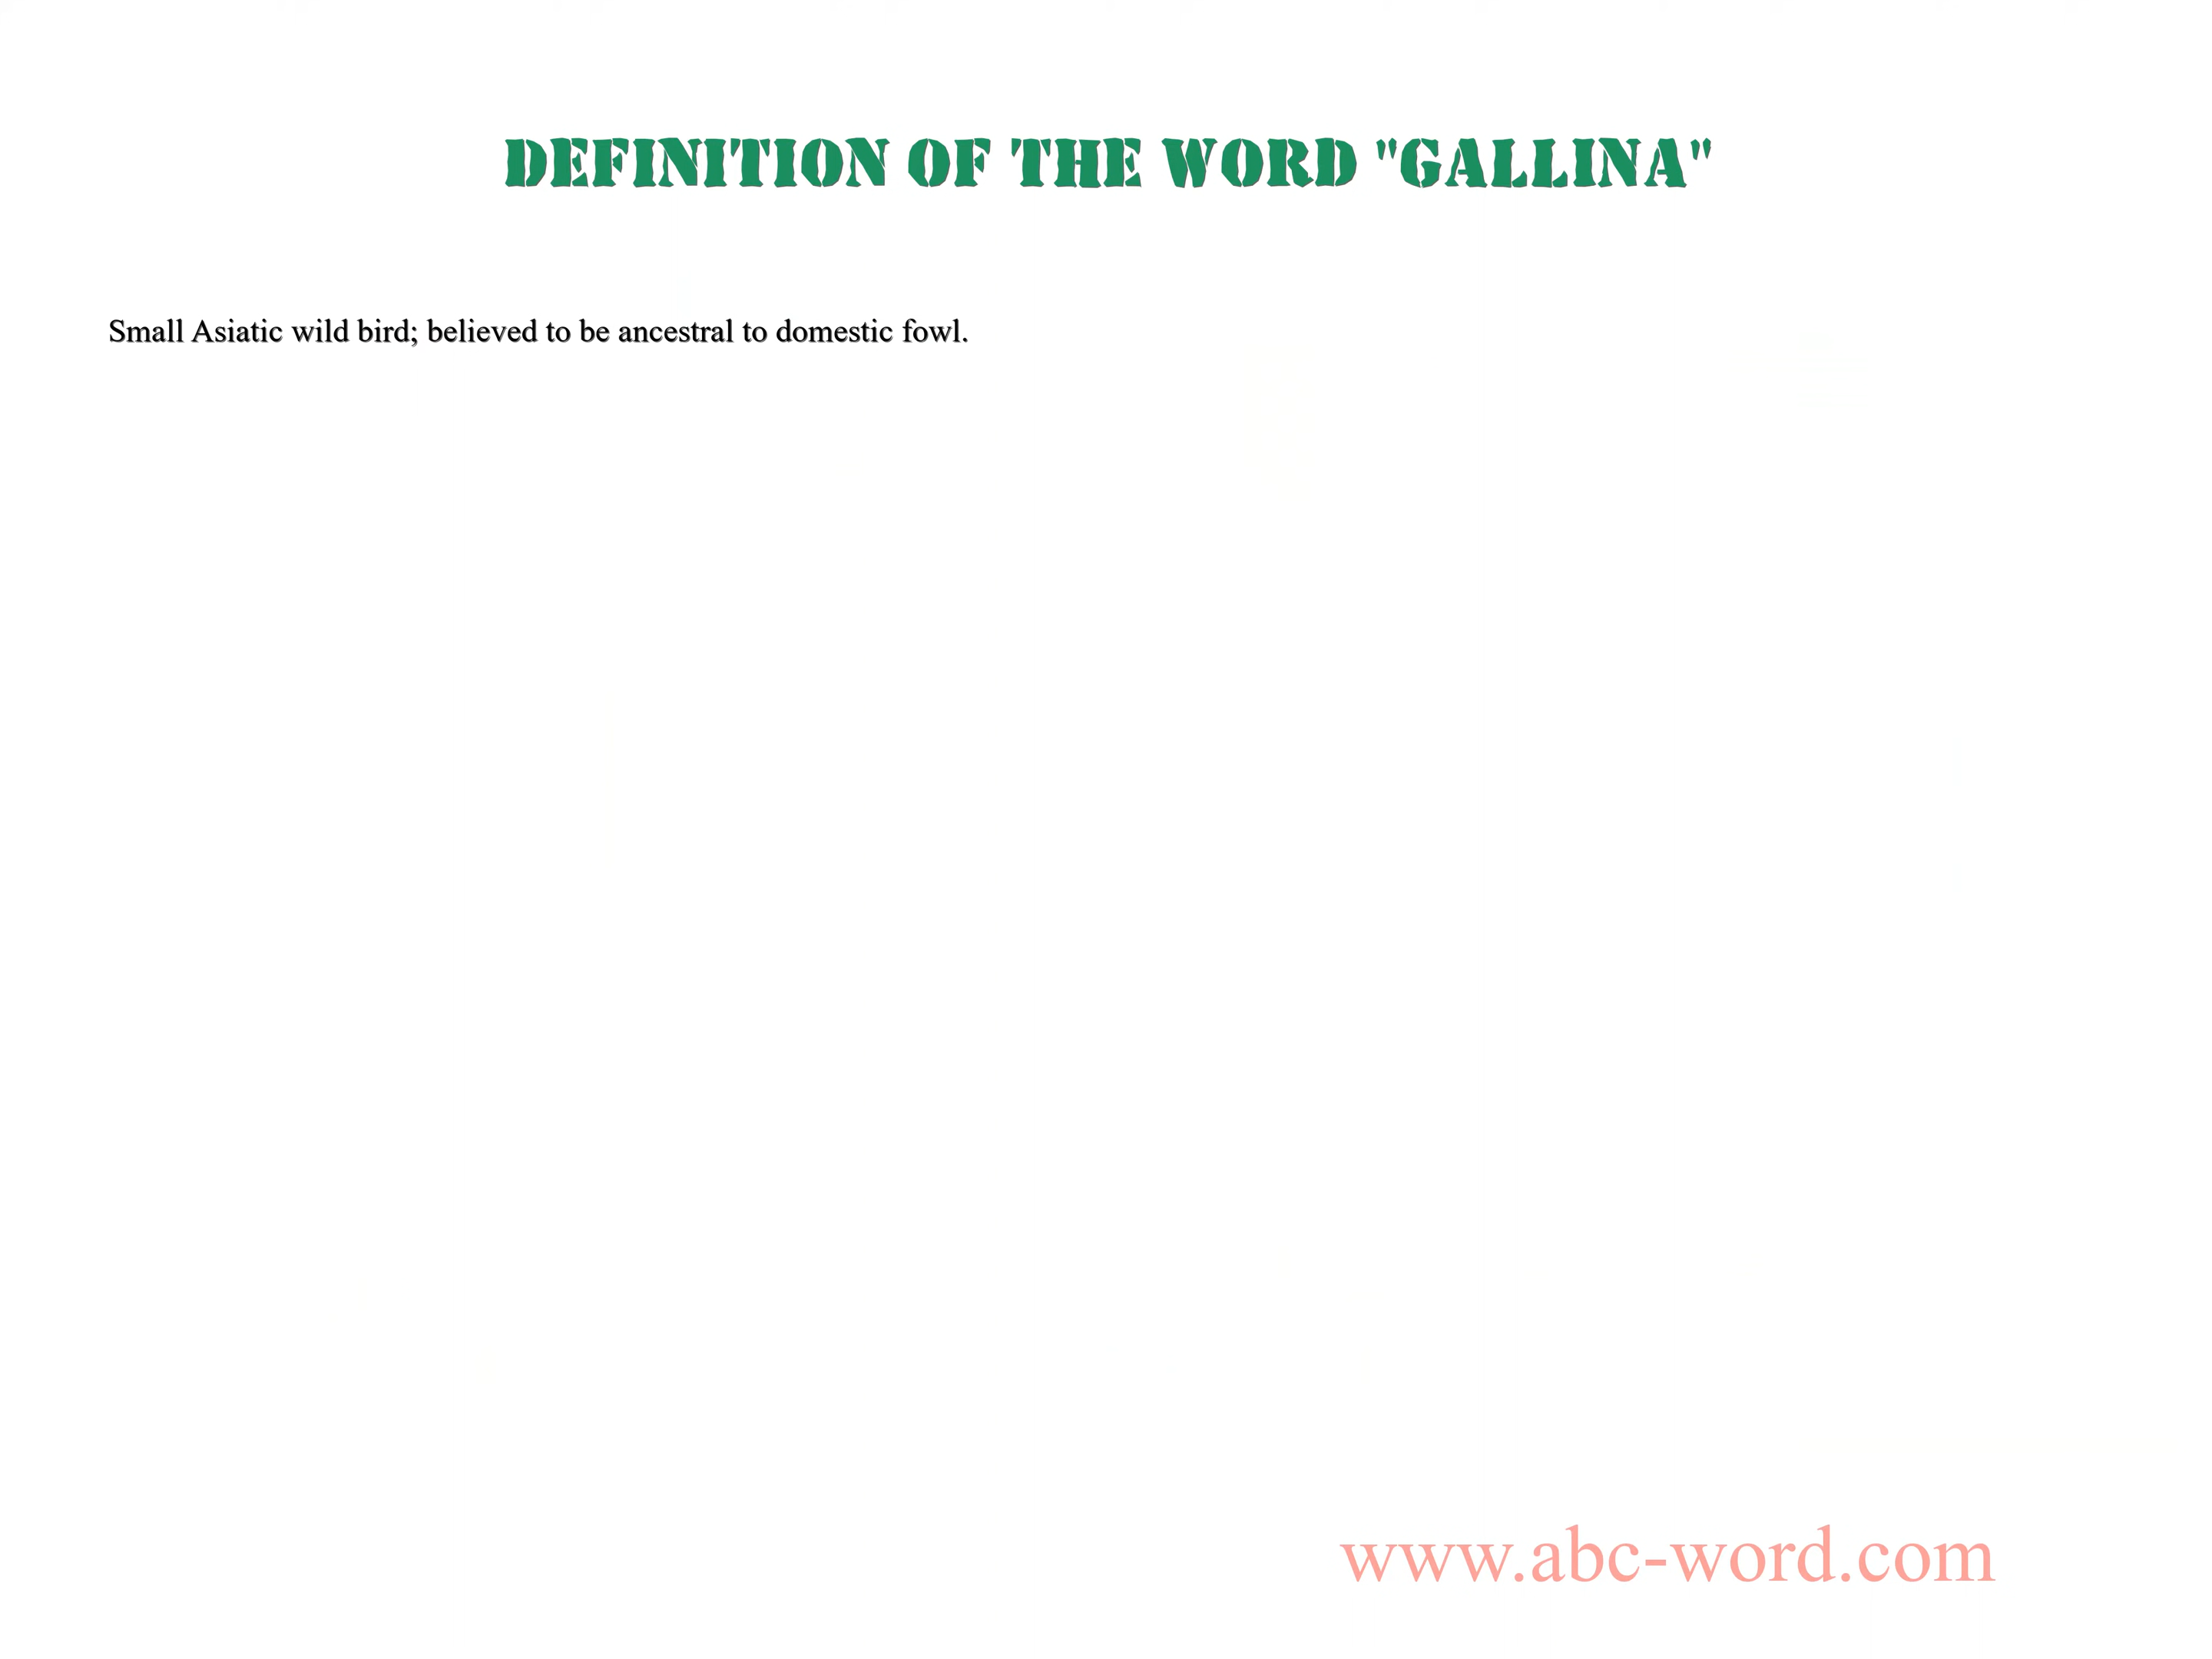 DEFINITION OF THE WORD "GALLINA"
Small Asiatic wild bird; believed to be ancestral to domestic fowl.
www.abc-word.com